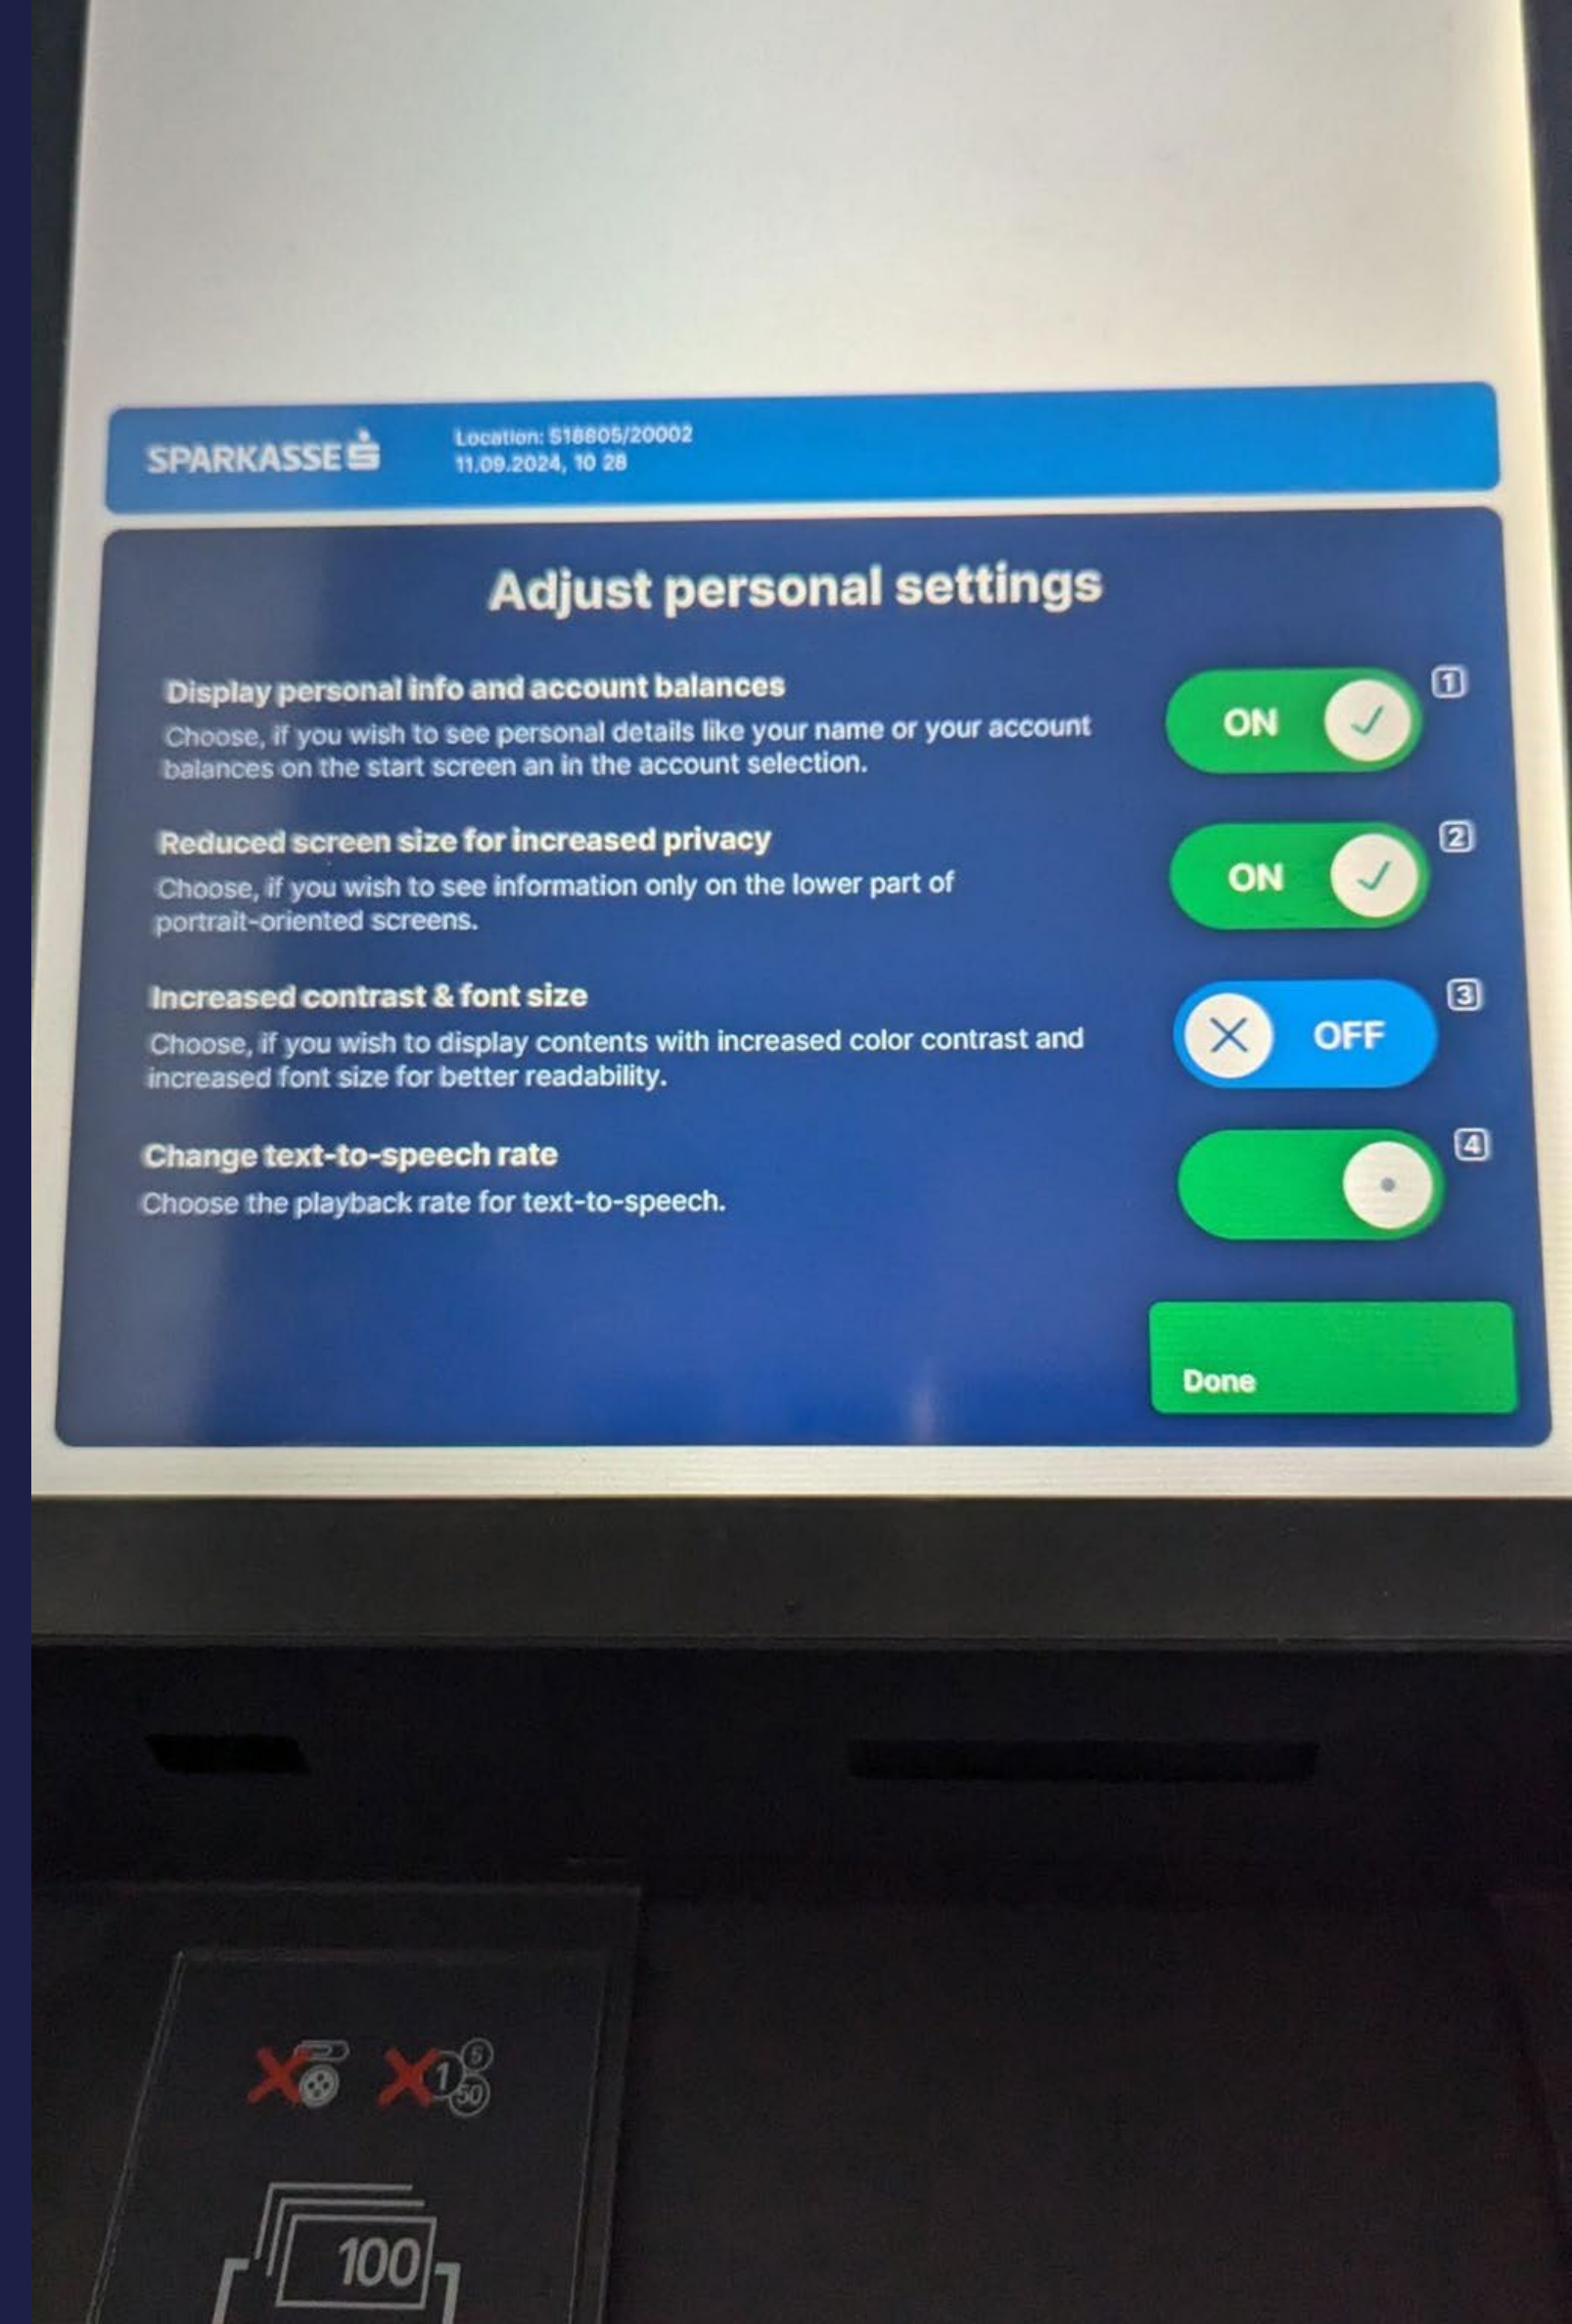 SPARKASSE
Location: S18805/20002
11.09.2024, 10 28
Adjust personal settings
Display personal info and account balances
Choose, if you wish to see personal details like your name or your account
balances on the start screen an in the account selection.
ON
1
Reduced screen size for increased privacy
Choose, if you wish to see information only on the lower part of
portrait-oriented screens.
ON
2
Increased contrast & font size
Choose, if you wish to display contents with increased color contrast and
increased font size for better readability.
OFF
3
Change text-to-speech rate
Choose the playback rate for text-to-speech.
4
Done
5
1
50
100